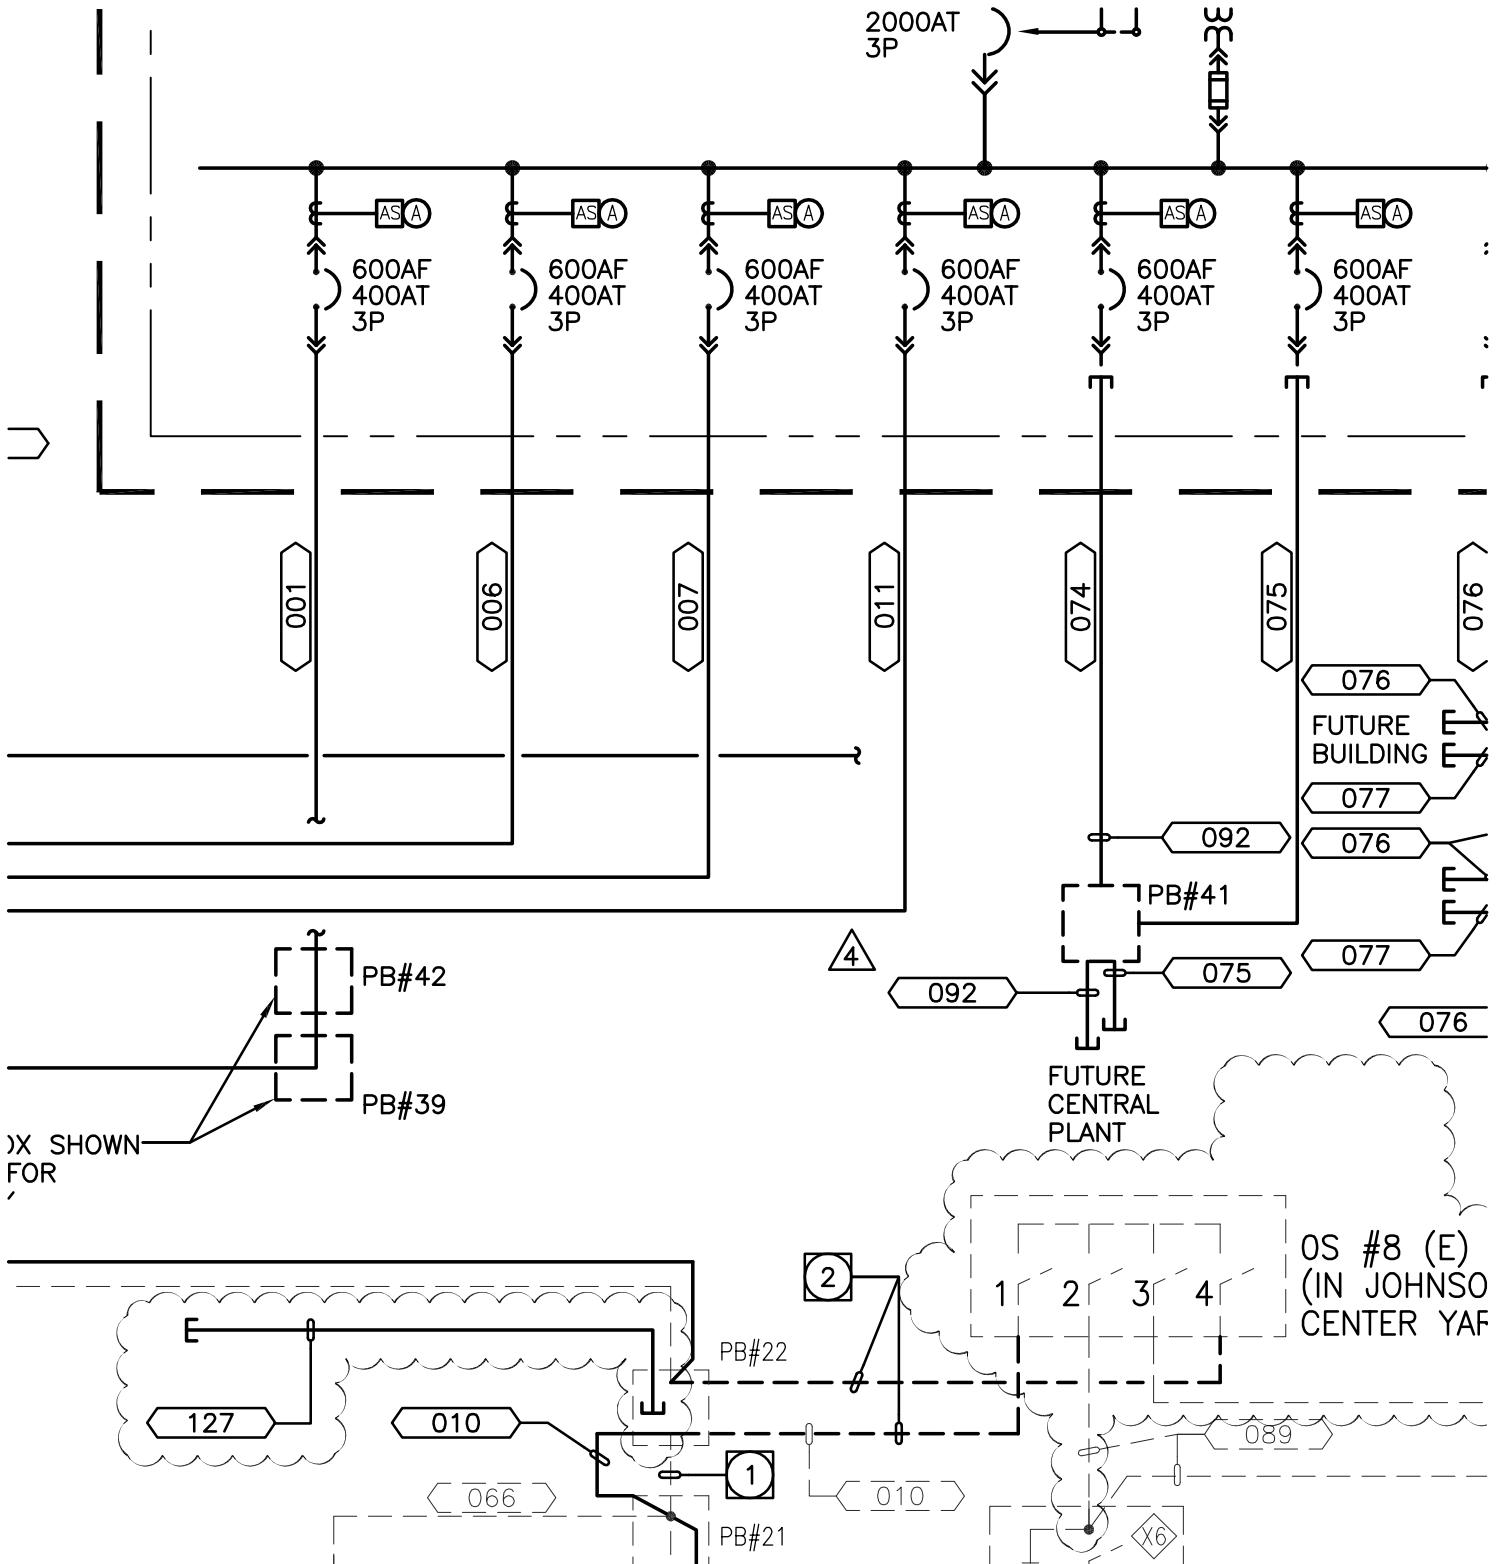 2000AT
3P
AS A
AS A
AS A
AS A
AS A
AS A
600AF
400AT
3P
600AF
400AT
3P
600AF
400AT
3P
600AF
400AT
3P
600AF
400AT
3P
600AF
400AT
3P
001
006
007
011
074
075
076
076
FUTURE
BUILDING
077
092
076
PB#41
4
077
PB#42
092
075
076
PB#39
FUTURE
CENTRAL
PLANT
SHOWN
FOR
2
1
2
3
4
OS #8 (E)
(IN
CENTER
PB#22
127
010
089
1
066
010
PB#21
X6